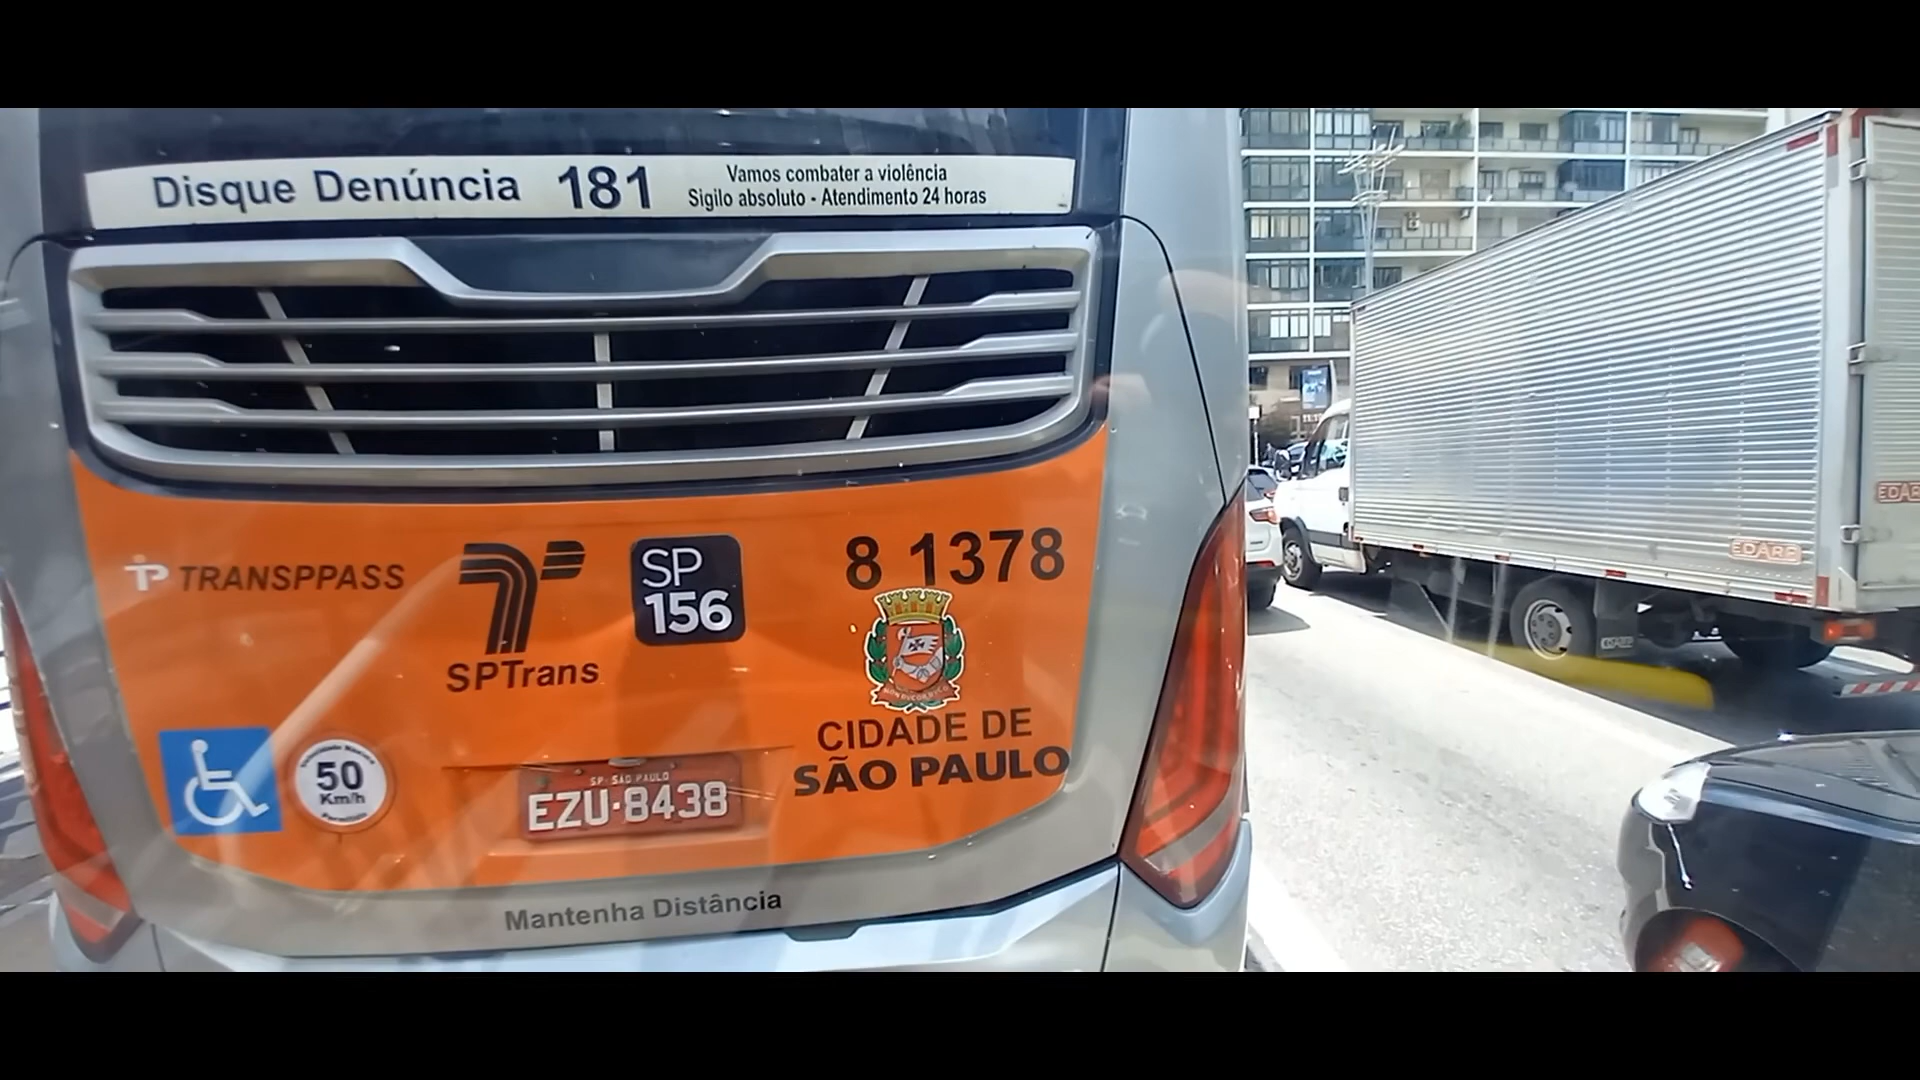 Disque Denúncia 181
Vamos combater a violência
Sigilo absoluto - Atendimento 24 horas
TRANSPPASS
SPTrans
SP
156
8 1378
CIDADE DE
SÃO PAULO
50
Km/h
SP - SÃO PAULO
EZU·8438
Mantenha Distância
EDARP